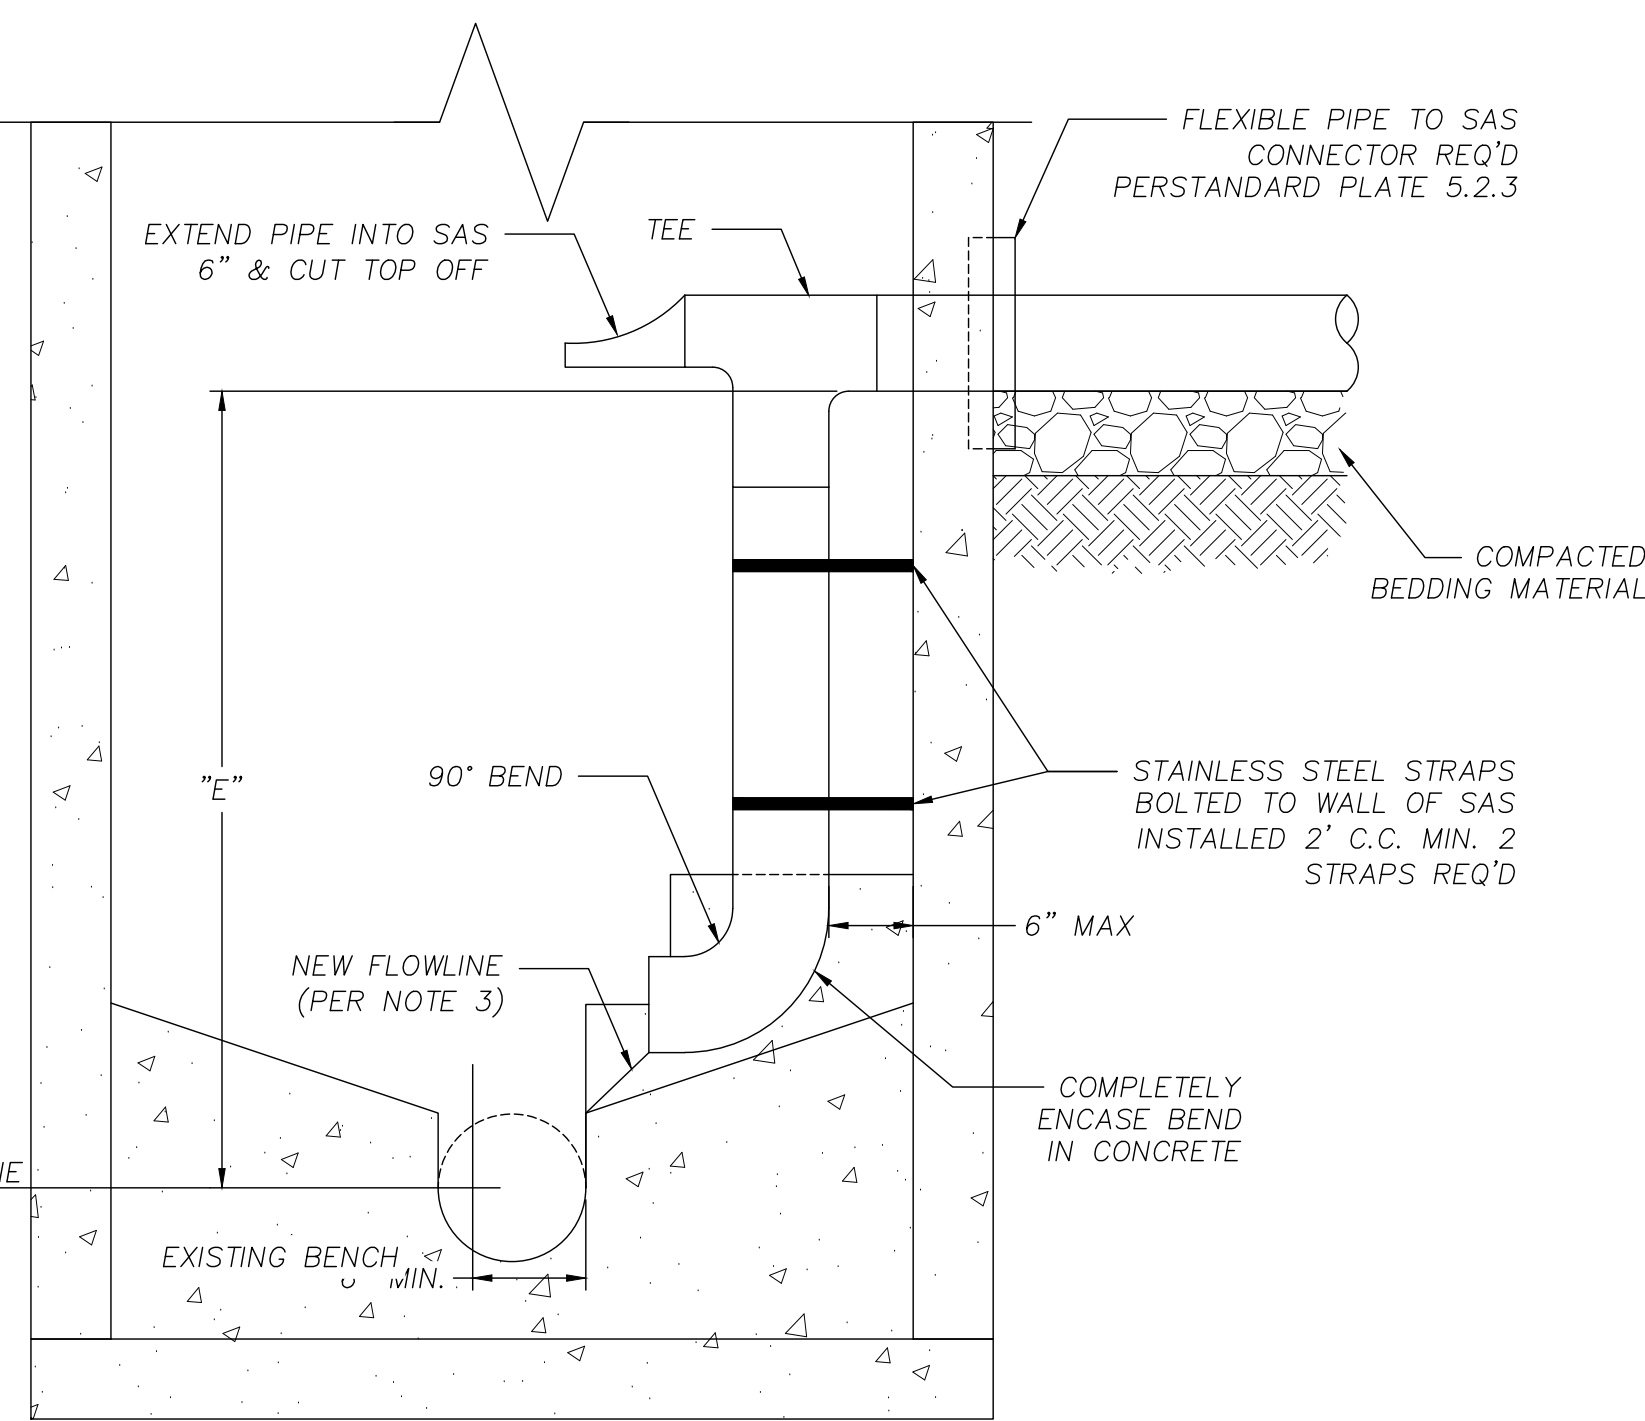 FLEXIBLE PIPE TO SAS
CONNECTOR REQ'D
PERSTANDARD PLATE 5.2.3
EXTEND PIPE INTO SAS
6" & CUT TOP OFF
TEE
COMPACTED
BEDDING MATERIAL
"E"
90° BEND
STAINLESS STEEL STRAPS
BOLTED TO WALL OF SAS
INSTALLED 2' C.C. MIN. 2
STRAPS REQ'D
6" MAX
NEW FLOWLINE
(PER NOTE 3)
COMPLETELY
ENCASE BEND
IN CONCRETE
EXISTING BENCH
MIN.